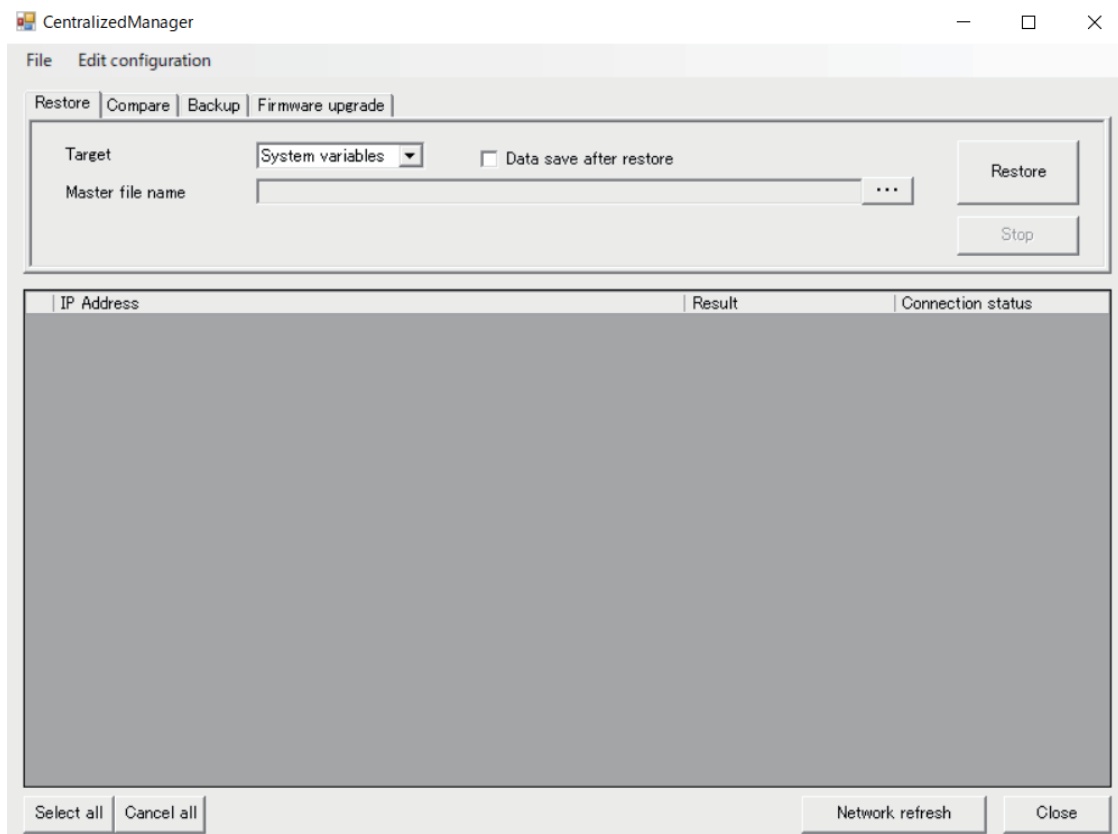 CentralizedManager
File Edit configuration
Restore Compare Backup Firmware upgrade
Target System variables Data save after restore Restore
Master file name ...
Stop
IP Address Result Connection status
Select all Cancel all Network refresh Close